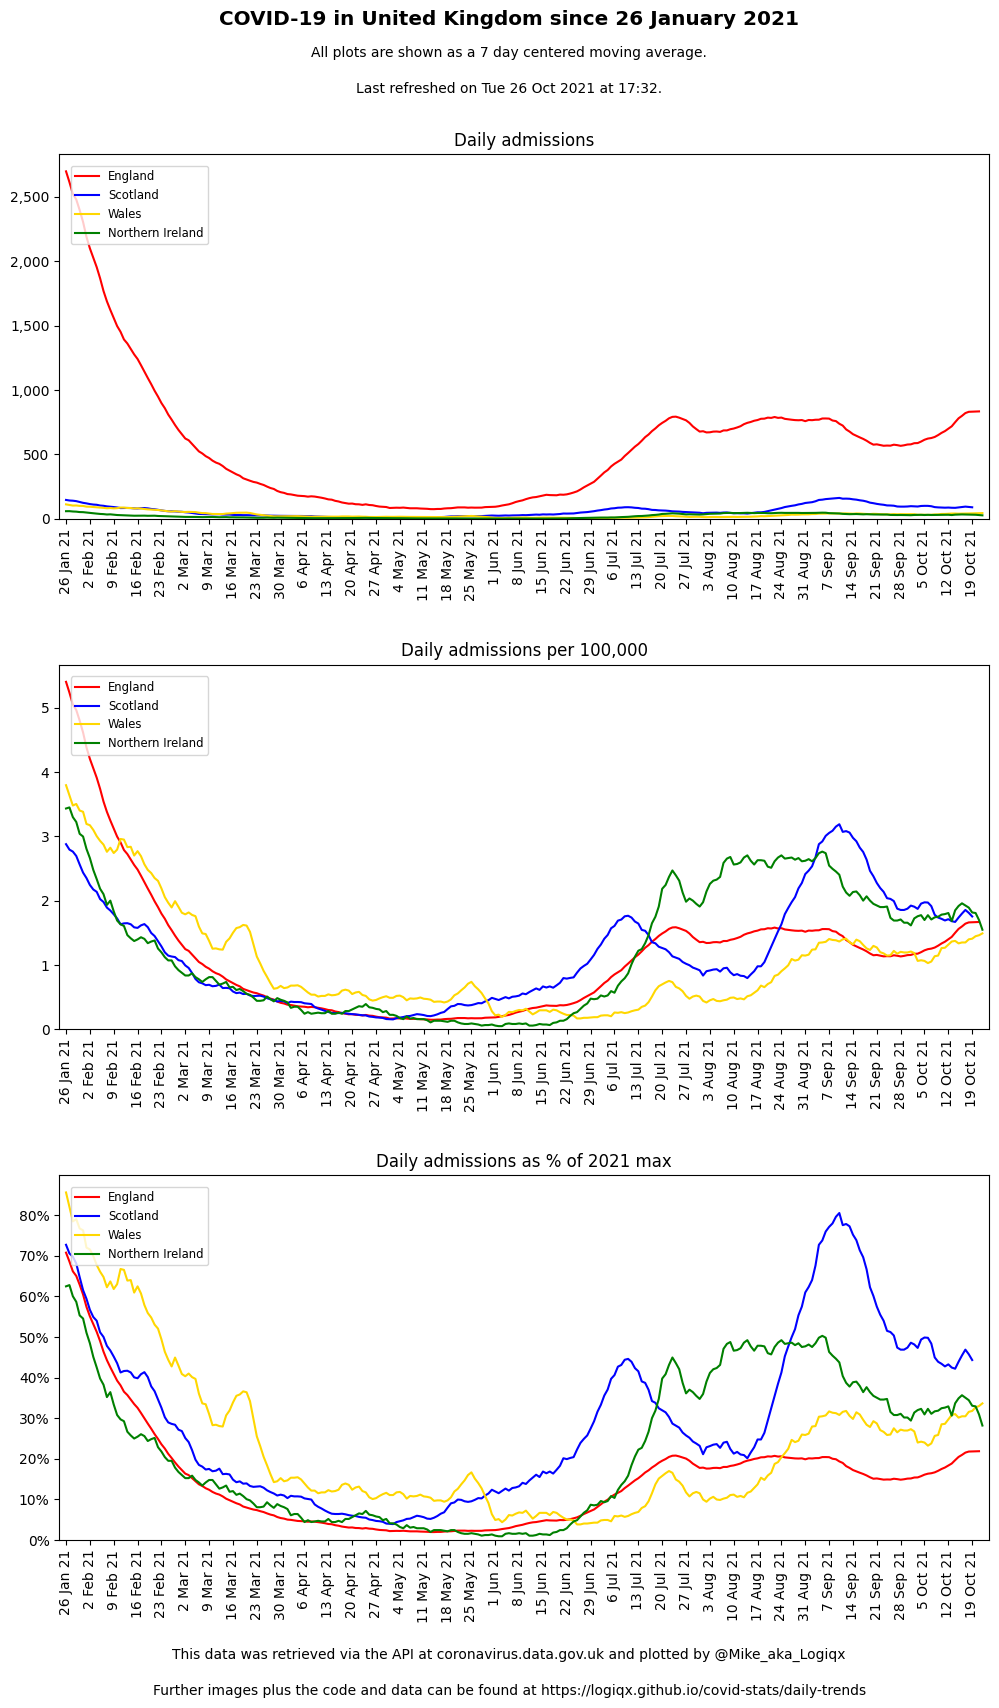 COVID-19 in United Kingdom since 26 January 2021
All plots are shown as a 7 day centered moving average.
Last refreshed on Tue 26 Oct 2021 at 17:32.
Daily admissions
England
Scotland
Wales
Northern Ireland
2,500
2,000
1,500
1,000
500
0
26 Jan 21 2 Feb 21 9 Feb 21 16 Feb 21 23 Feb 21 2 Mar 21 9 Mar 21 16 Mar 21 23 Mar 21 30 Mar 21 6 Apr 21 13 Apr 21 20 Apr 21 27 Apr 21 4 May 21 11 May 21 18 May 21 25 May 21 1 Jun 21 8 Jun 21 15 Jun 21 22 Jun 21 29 Jun 21 6 Jul 21 13 Jul 21 20 Jul 21 27 Jul 21 3 Aug 21 10 Aug 21 17 Aug 21 24 Aug 21 31 Aug 21 7 Sep 21 14 Sep 21 21 Sep 21 28 Sep 21 5 Oct 21 12 Oct 21 19 Oct 21
Daily admissions per 100,000
England
Scotland
Wales
Northern Ireland
5
4
3
2
1
0
26 Jan 21 2 Feb 21 9 Feb 21 16 Feb 21 23 Feb 21 2 Mar 21 9 Mar 21 16 Mar 21 23 Mar 21 30 Mar 21 6 Apr 21 13 Apr 21 20 Apr 21 27 Apr 21 4 May 21 11 May 21 18 May 21 25 May 21 1 Jun 21 8 Jun 21 15 Jun 21 22 Jun 21 29 Jun 21 6 Jul 21 13 Jul 21 20 Jul 21 27 Jul 21 3 Aug 21 10 Aug 21 17 Aug 21 24 Aug 21 31 Aug 21 7 Sep 21 14 Sep 21 21 Sep 21 28 Sep 21 5 Oct 21 12 Oct 21 19 Oct 21
Daily admissions as % of 2021 max
England
Scotland
Wales
Northern Ireland
80%
70%
60%
50%
40%
30%
20%
10%
0%
26 Jan 21 2 Feb 21 9 Feb 21 16 Feb 21 23 Feb 21 2 Mar 21 9 Mar 21 16 Mar 21 23 Mar 21 30 Mar 21 6 Apr 21 13 Apr 21 20 Apr 21 27 Apr 21 4 May 21 11 May 21 18 May 21 25 May 21 1 Jun 21 8 Jun 21 15 Jun 21 22 Jun 21 29 Jun 21 6 Jul 21 13 Jul 21 20 Jul 21 27 Jul 21 3 Aug 21 10 Aug 21 17 Aug 21 24 Aug 21 31 Aug 21 7 Sep 21 14 Sep 21 21 Sep 21 28 Sep 21 5 Oct 21 12 Oct 21 19 Oct 21
This data was retrieved via the API at coronavirus.data.gov.uk and plotted by @Mike_aka_Logiqx
Further images plus the code and data can be found at https://logiqx.github.io/covid-stats/daily-trends